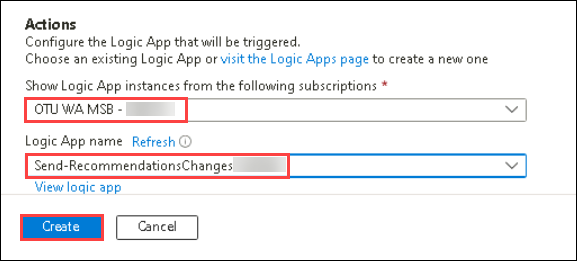 Actions
Configure the Logic App that will be triggered.
Choose an existing Logic App or visit the Logic Apps page to create a new one
Show Logic App instances from the following subscriptions *
OTU WA MSB -
Logic App name Refresh
Send-RecommendationsChanges
View logic app
Create Cancel